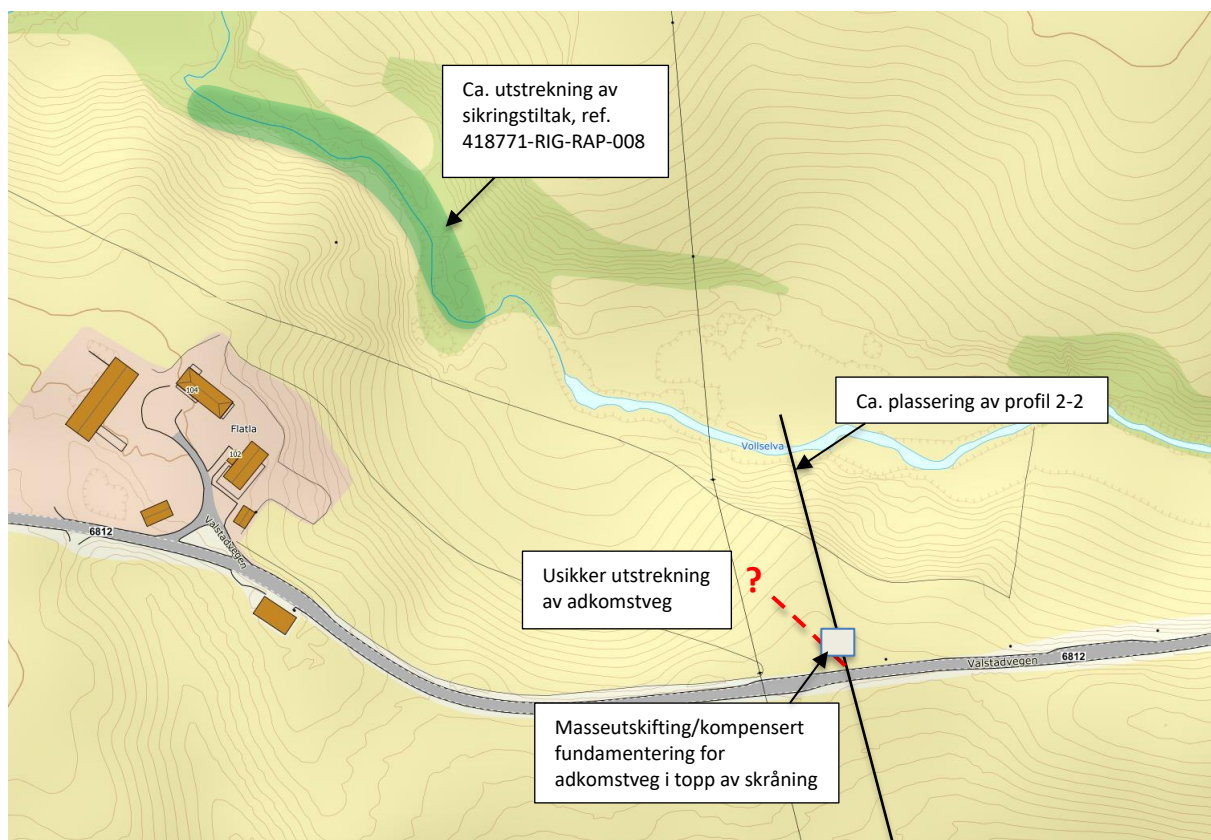 Ca. utstrekning av
sikringstiltak, ref.
418771-RIG-RAP-008
Ca. plassering av profil 2-2
104
Flatla
102
Vollselva
6812
Valstadvegen
Usikker utstrekning
av adkomstveg
?
Valstadvegen
6812
Masseutskifting/kompensert
fundamentering for
adkomstveg i topp av skråning